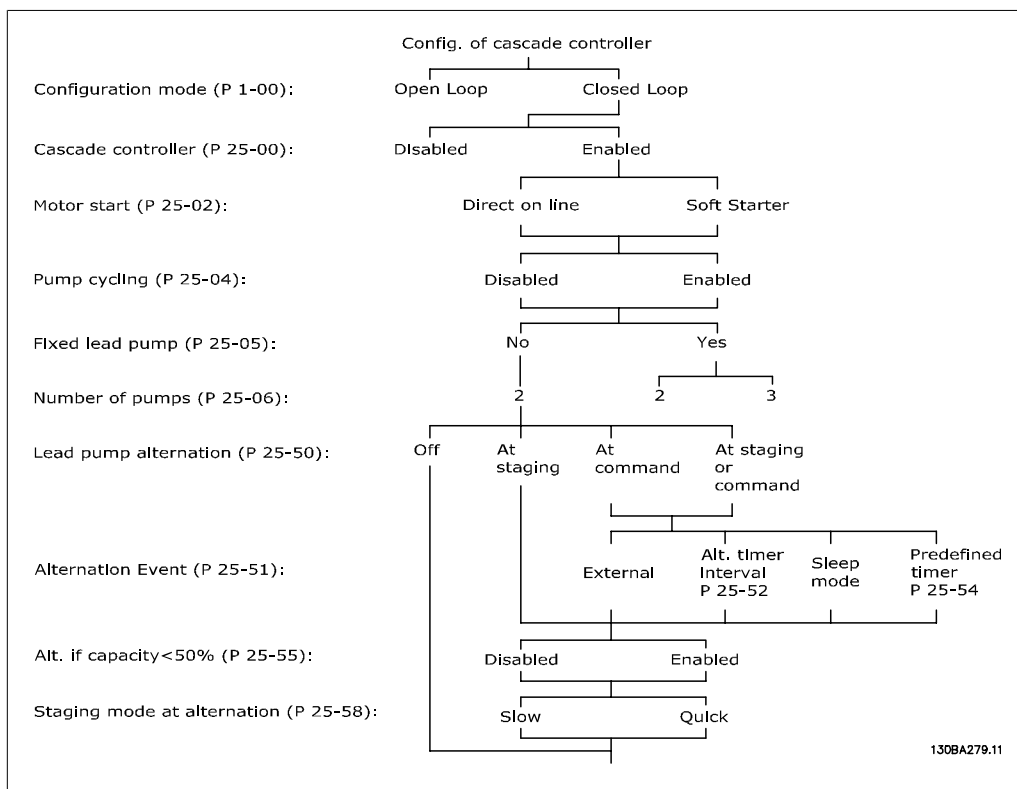 Config. of cascade controller
Configuration mode (P 1-00): Open Loop Closed Loop
Cascade controller (P 25-00): Disabled Enabled
Motor start (P 25-02): Direct on line Soft Starter
Pump cycling (P 25-04): Disabled Enabled
Fixed lead pump (P 25-05): No Yes
Number of pumps (P 25-06): 2 2 3
Lead pump alternation (P 25-50): Off At staging At command At staging or command
Alternation Event (P 25-51): External Alt. timer Interval P 25-52 Sleep mode Predefined timer P 25-54
Alt. if capacity<50% (P 25-55): Disabled Enabled
Staging mode at alternation (P 25-58): Slow Quick
130BA279.11